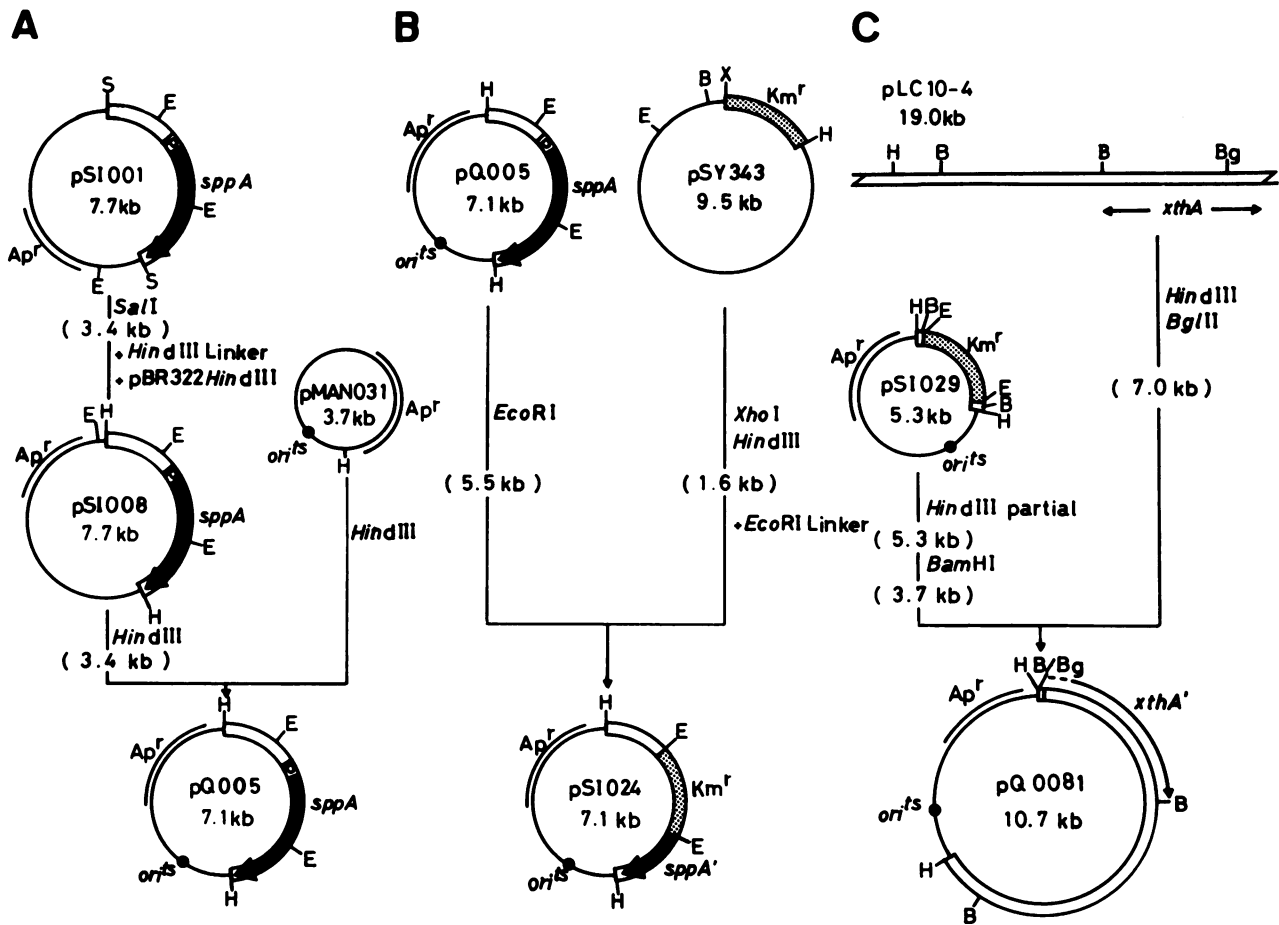 A
S
E
P
pSI001
7.7kb
sppA
E
Apr
E
S
SalI
(3.4 kb)
+HindIII Linker
+pBR322HindIII
H
E
E
Apr
P
pSI008
7.7kb
sppA
E
H
HindIII
(3.4 kb)
pMAN031
3.7kb
Apr
orits
H
HindIII
H
E
Apr
P
pQ005
7.1kb
sppA
E
orits
H
B
H
E
Apr
P
pQ005
7.1kb
sppA
E
orits
H
EcoRI
(5.5 kb)
X
B
Kmr
E
H
pSY343
9.5 kb
XhoI
HindIII
(1.6 kb)
+EcoRI Linker
H
E
Apr
pSI024
7.1 kb
Kmr
E
sppA'
orits
H
C
pLC10-4
19.0kb
H B B Bg
xthA
HindIII
BglII
(7.0 kb)
HBE
Apr
Kmr
pSI029
5.3kb
E
B
H
orits
HindIII partial
(5.3 kb)
BamHI
(3.7 kb)
H B Bg
Apr
xthA'
pQ0081
10.7 kb
B
orits
H
B